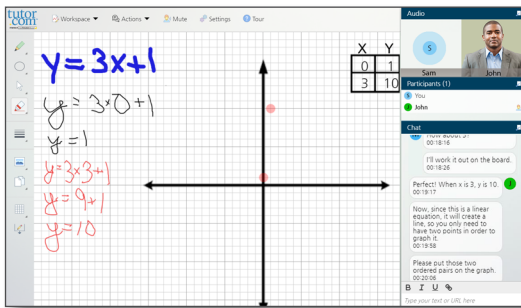 tutor.com
Workspace
Actions
Mute
Settings
Tour
y = 3x+1
y = 3×0+1
y = 1
y = 3×3+1
y = 9+1
y = 10
X Y
0 1
3 10
Audio
S
Sam
John
Participants (1)
S You
J John
Chat
How about 3?
00:18:16
I'll work it out on the board.
00:18:26
Perfect! When x is 3, y is 10.
00:19:17
J
Now, since this is a linear
equation, it will create a
line, so you only need to
have two points in order to
graph it.
00:19:58
Please put those two
ordered pairs on the graph.
00:20:06
B I U
Type your text or URL here